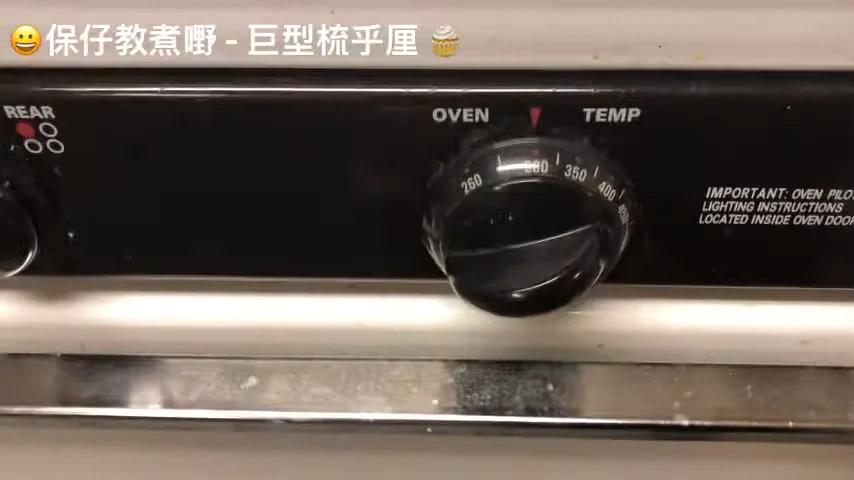 😀保仔教煮嘢 - 巨型梳乎厘 🧁
REAR
OVEN TEMP
260 300 350 400
IMPORTANT: OVEN PILO
LIGHTING INSTRUCTIONS
LOCATED INSIDE OVEN DOOR